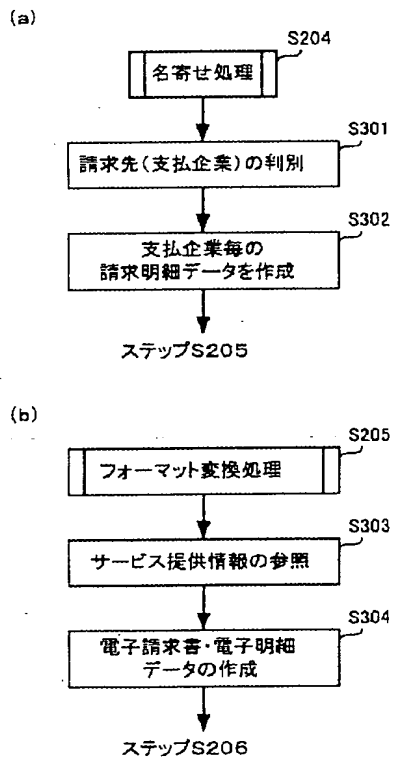 (a)
S204
名寄せ処理
S301
請求先(支払企業)の判別
S302
支払企業毎の
請求明細データを作成
ステップS205
(b)
S205
フォーマット変換処理
S303
サービス提供情報の参照
S304
電子請求書・電子明細
データの作成
ステップS206